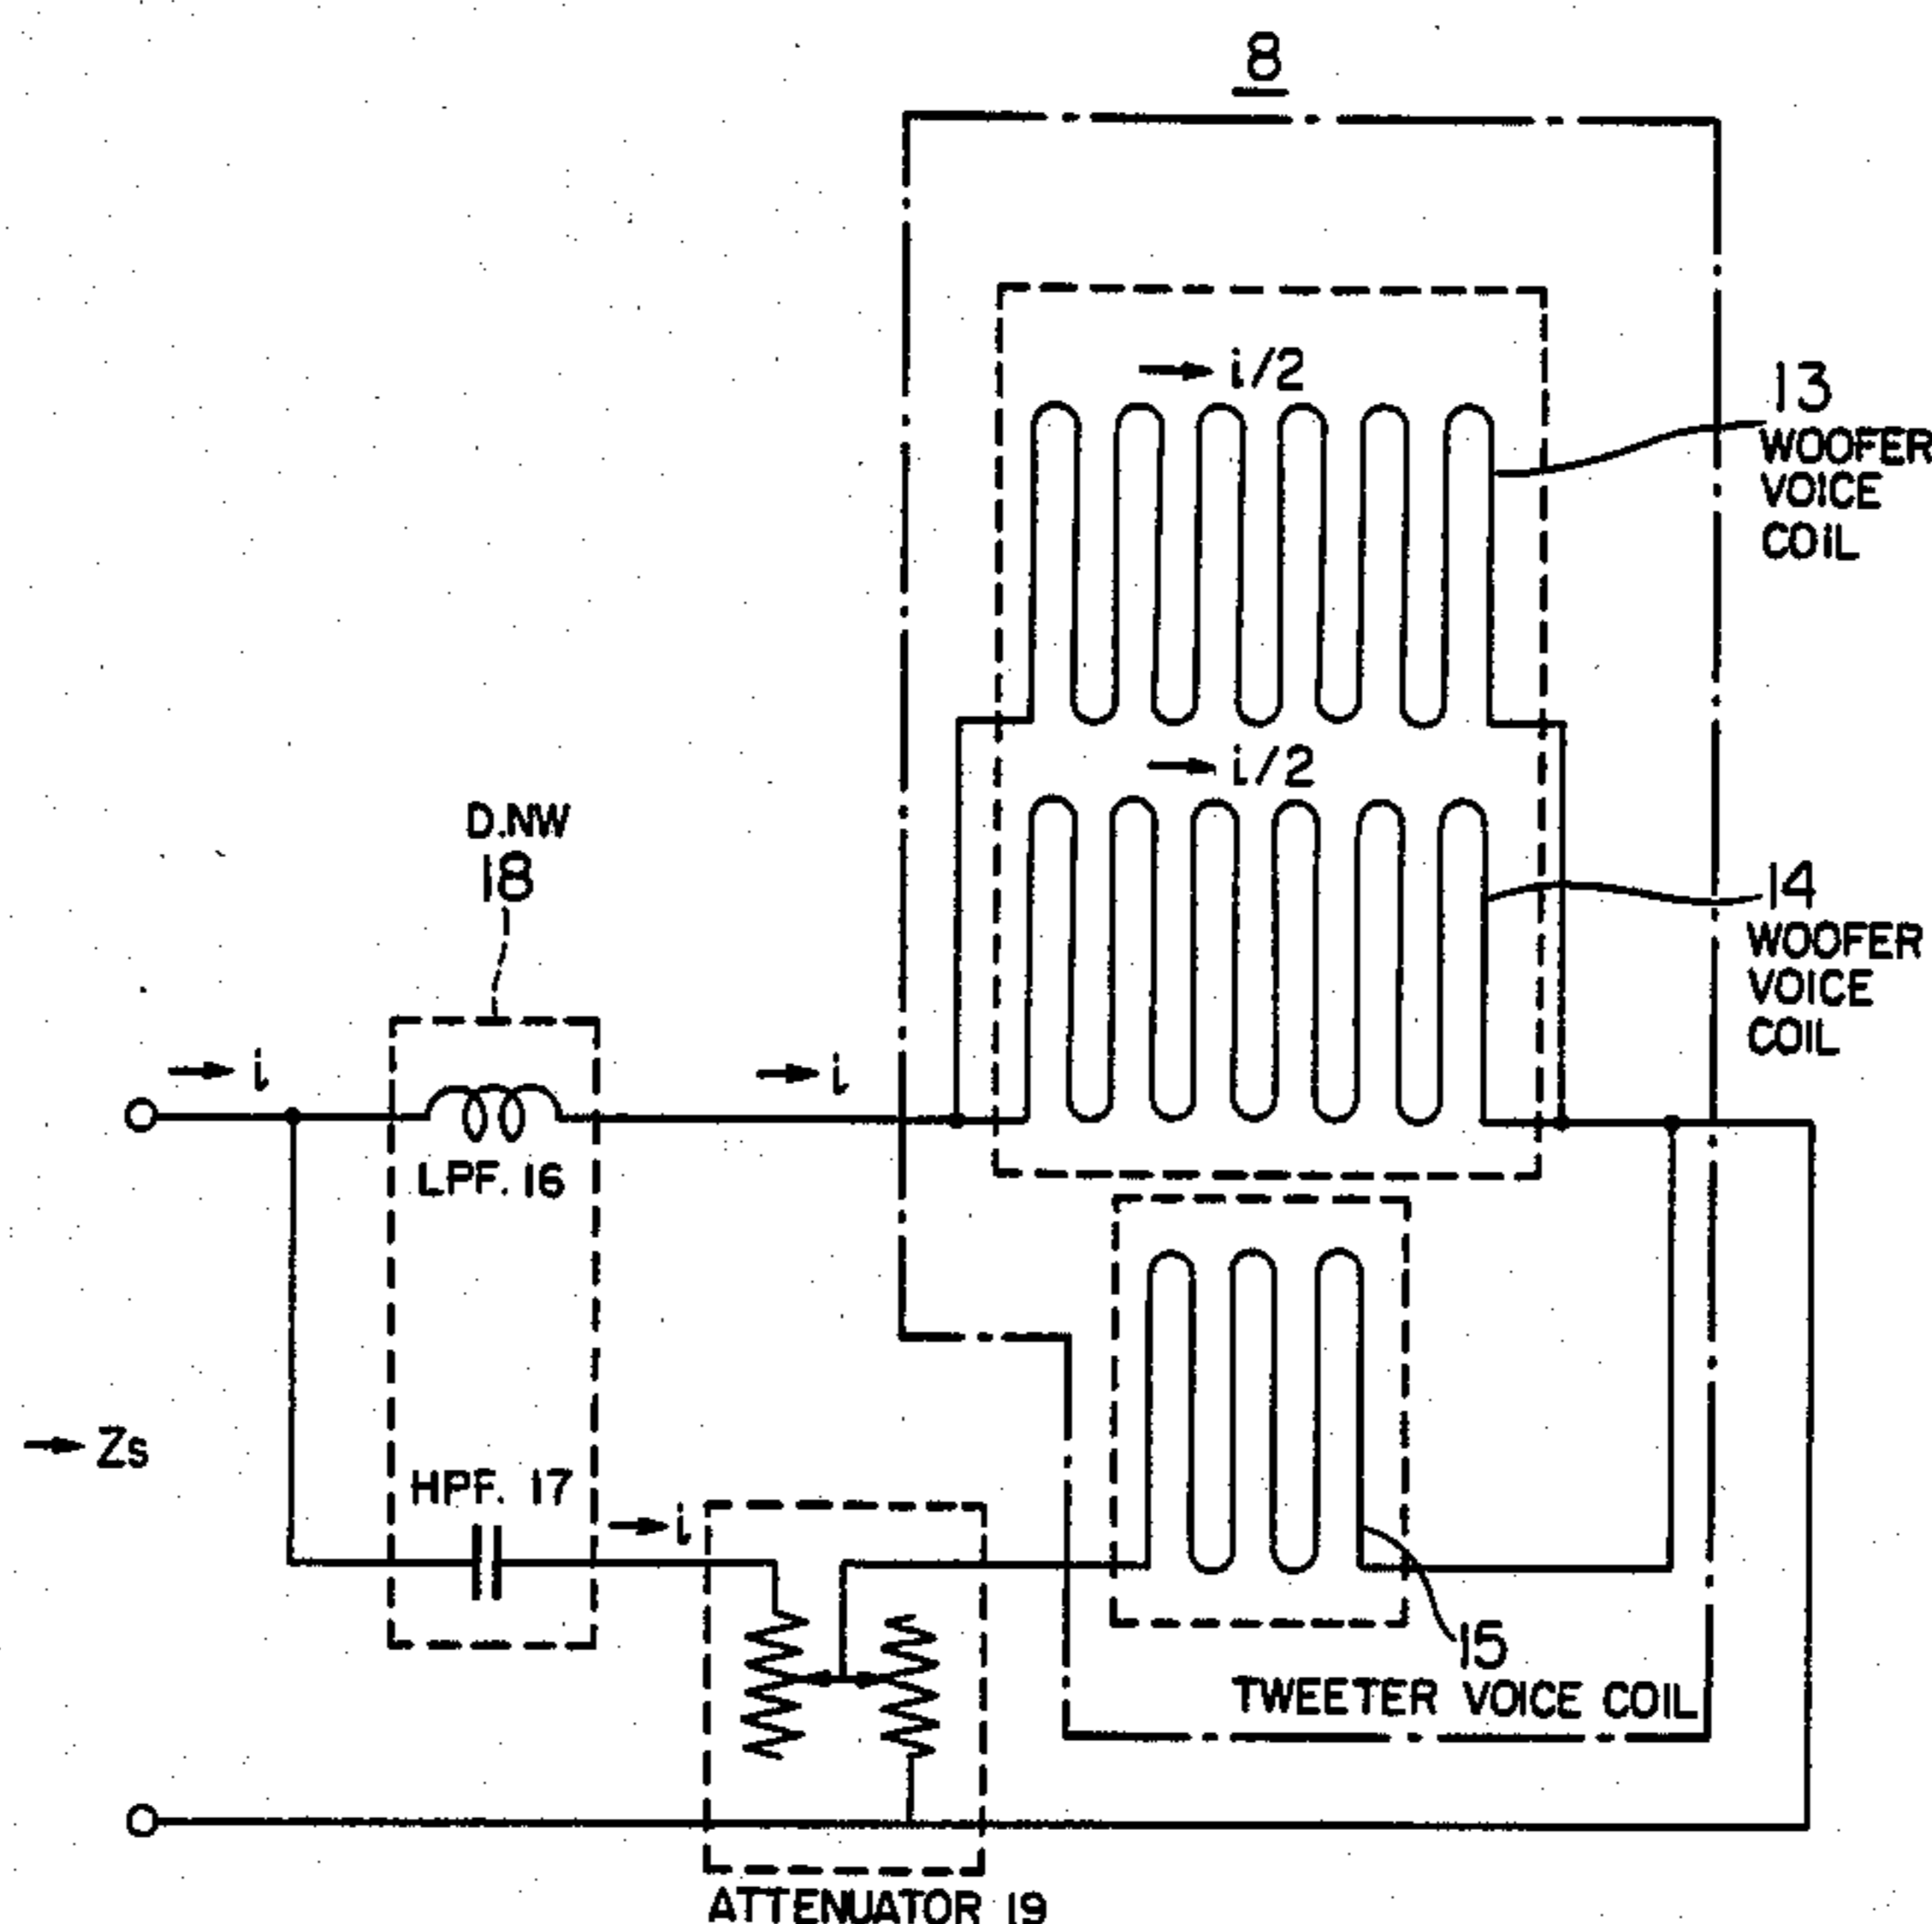 8
i/2
13
WOOFER
VOICE
COIL
i/2
D.NW
18
14
WOOFER
VOICE
COIL
i
i
LPF. 16
Zs
HPF. 17
i
15
TWEETER VOICE COIL
ATTENUATOR 19